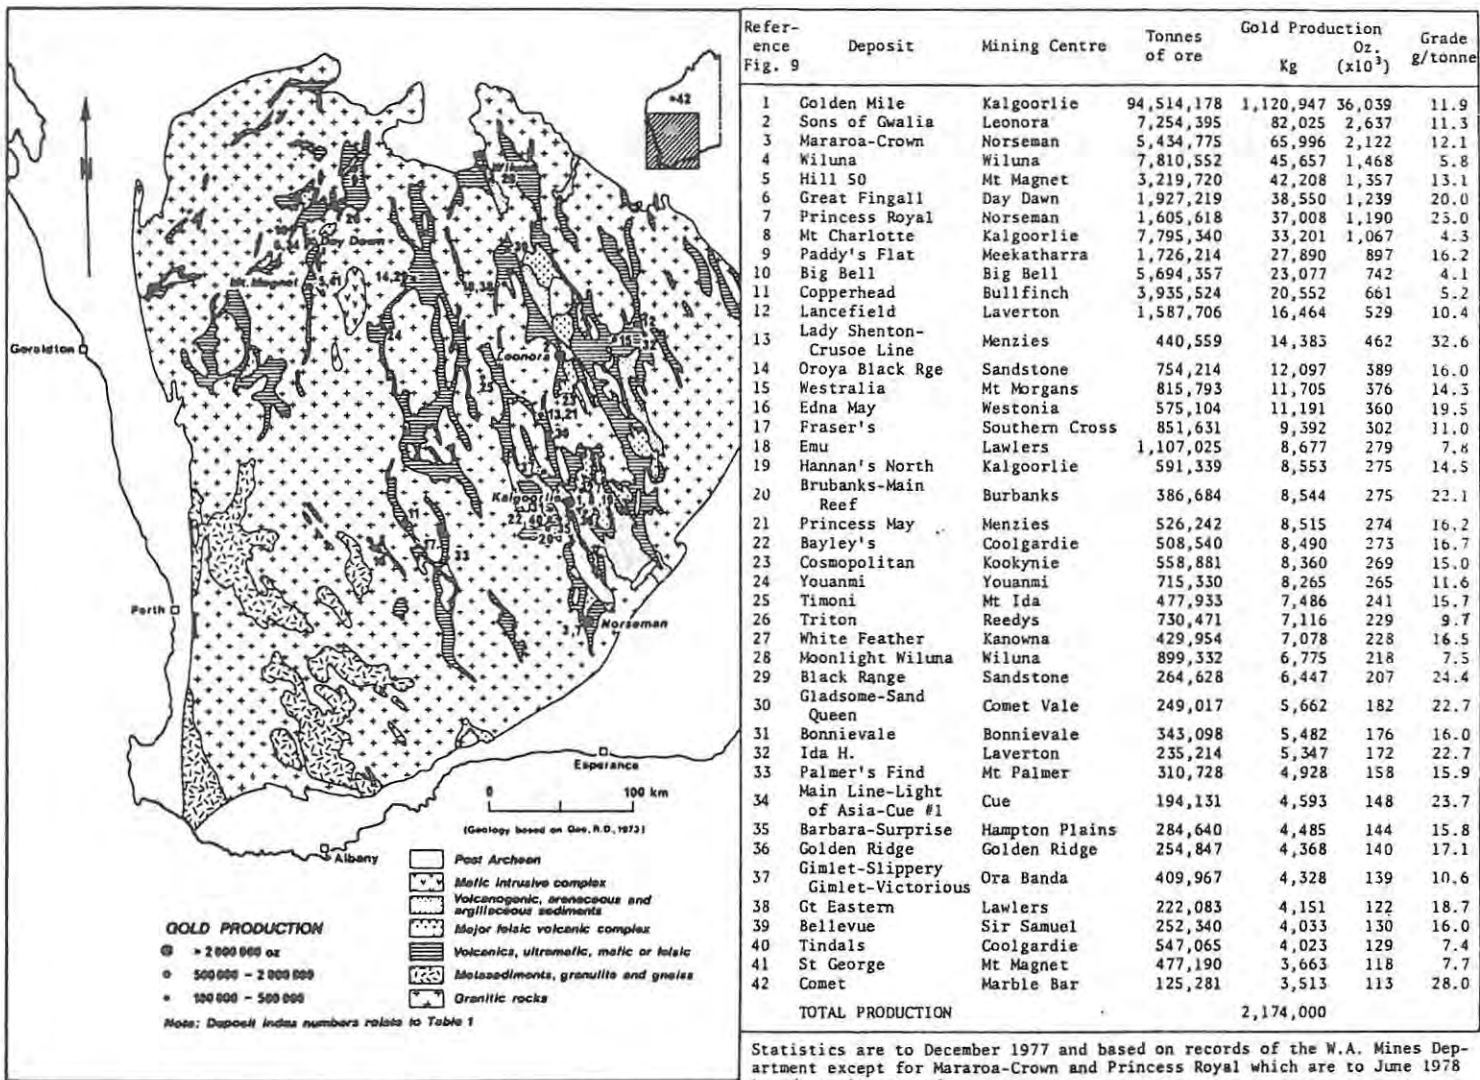 Wiluna
4, 28
Day Dawn
Mt. Magnet
5,41
14,29
18,38
Geraldton
Leonora
24
25
23
13,21
30
Kalgoorlie
1, 8, 19
22
40
11
17
33
Perth
Norseman
3,7
Esperance
Albany
0 100 km
(Geology based on Gee, R.D., 1973)
GOLD PRODUCTION
> 2 000 000 oz
500 000 - 2 000 000
100 000 - 500 000
Note: Deposit index numbers relate to Table 1
Post Archean
Mafic intrusive complex
Volcanogenic, arenaceous and
argillaceous sediments
Major felsic volcanic complex
Volcanics, ultramafic, mafic or felsic
Metasediments, granulite and gneiss
Granitic rocks
N
•42
Refer-
ence
Fig. 9 Deposit Mining Centre Tonnes
of ore Gold Production
Kg Oz.
(x10³) Grade
g/tonne
1 Golden Mile Kalgoorlie 94,514,178 1,120,947 36,039 11.9
2 Sons of Gwalia Leonora 7,254,395 82,025 2,637 11.3
3 Mararoa-Crown Norseman 5,434,775 65,996 2,122 12.1
4 Wiluna Wiluna 7,810,552 45,657 1,468 5.8
5 Hill 50 Mt Magnet 3,219,720 42,208 1,357 13.1
6 Great Fingall Day Dawn 1,927,219 38,550 1,239 20.0
7 Princess Royal Norseman 1,605,618 37,008 1,190 23.0
8 Mt Charlotte Kalgoorlie 7,795,340 33,201 1,067 4.3
9 Paddy's Flat Meekatharra 1,726,214 27,890 897 16.2
10 Big Bell Big Bell 5,694,357 23,077 742 4.1
11 Copperhead Bullfinch 3,935,524 20,552 661 5.2
12 Lancefield Laverton 1,587,706 16,464 529 10.4
13 Lady Shenton-
Crusoe Line Menzies 440,559 14,383 462 32.6
14 Oroya Black Rge Sandstone 754,214 12,097 389 16.0
15 Westralia Mt Morgans 815,793 11,705 376 14.3
16 Edna May Westonia 575,104 11,191 360 19.5
17 Fraser's Southern Cross 851,631 9,392 302 11.0
18 Emu Lawlers 1,107,025 8,677 279 7.8
19 Hannan's North Kalgoorlie 591,339 8,553 275 14.5
20 Brubanks-Main
Reef Burbanks 386,684 8,544 275 22.1
21 Princess May Menzies 526,242 8,515 274 16.2
22 Bayley's Coolgardie 508,540 8,490 273 16.7
23 Cosmopolitan Kookynie 558,881 8,360 269 15.0
24 Youanmi Youanmi 715,330 8,265 265 11.6
25 Timoni Mt Ida 477,933 7,486 241 15.7
26 Triton Reedys 730,471 7,116 229 9.7
27 White Feather Kanowna 429,954 7,078 228 16.5
28 Moonlight Wiluna Wiluna 899,332 6,775 218 7.5
29 Black Range Sandstone 264,628 6,447 207 24.4
30 Gladsome-Sand
Queen Comet Vale 249,017 5,662 182 22.7
31 Bonnievale Bonnievale 343,098 5,482 176 16.0
32 Ida H. Laverton 235,214 5,347 172 22.7
33 Palmer's Find Mt Palmer 310,728 4,928 158 15.9
34 Main Line-Light
of Asia-Cue #1 Cue 194,131 4,593 148 23.7
35 Barbara-Surprise Hampton Plains 284,640 4,485 144 15.8
36 Golden Ridge Golden Ridge 254,847 4,368 140 17.1
37 Gimlet-Slippery
Gimlet-Victorious Ora Banda 409,967 4,328 139 10.6
38 Gt Eastern Lawlers 222,083 4,151 122 18.7
39 Bellevue Sir Samuel 252,340 4,033 130 16.0
40 Tindals Coolgardie 547,065 4,023 129 7.4
41 St George Mt Magnet 477,190 3,663 118 7.7
42 Comet Marble Bar 125,281 3,513 113 28.0
TOTAL PRODUCTION 2,174,000
Statistics are to December 1977 and based on records of the W.A. Mines Dep-
artment except for Mararoa-Crown and Princess Royal which are to June 1978